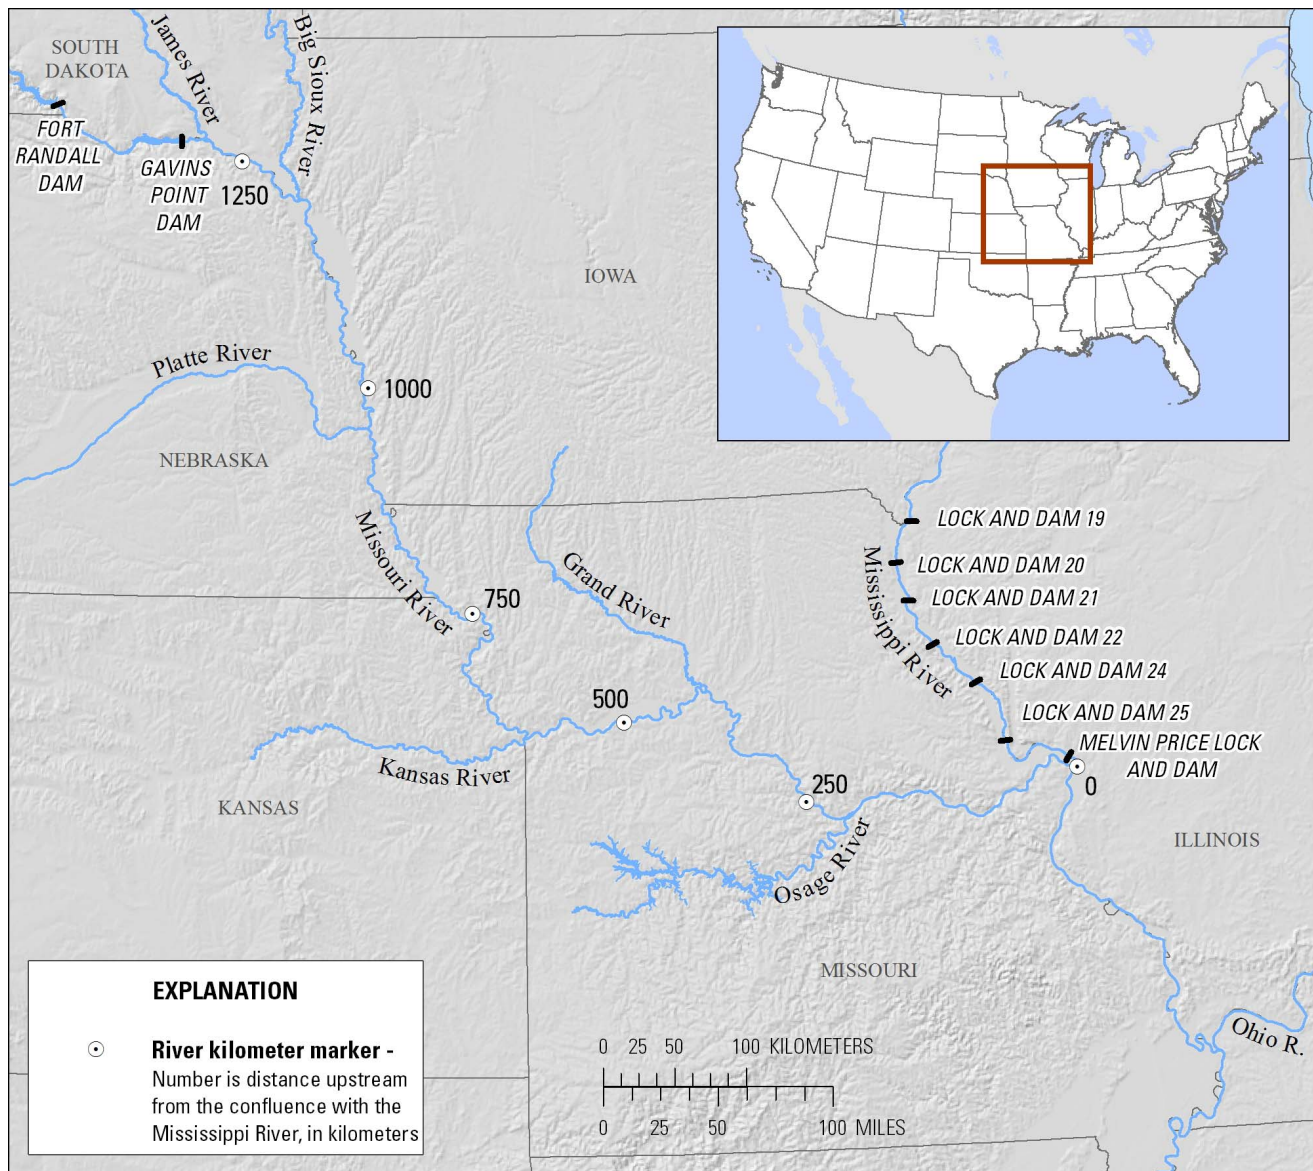 SOUTH
DAKOTA
James River
Big Sioux River
FORT
RANDALL
DAM
GAVINS
POINT
DAM
1250
IOWA
Platte River
1000
NEBRASKA
Missouri River
750
Grand River
500
Kansas River
KANSAS
250
Osage River
Mississippi River
LOCK AND DAM 19
LOCK AND DAM 20
LOCK AND DAM 21
LOCK AND DAM 22
LOCK AND DAM 24
LOCK AND DAM 25
MELVIN PRICE LOCK
AND DAM
0
ILLINOIS
MISSOURI
Ohio R.
EXPLANATION
River kilometer marker -
Number is distance upstream
from the confluence with the
Mississippi River, in kilometers
0 25 50 100 KILOMETERS
0 25 50 100 MILES